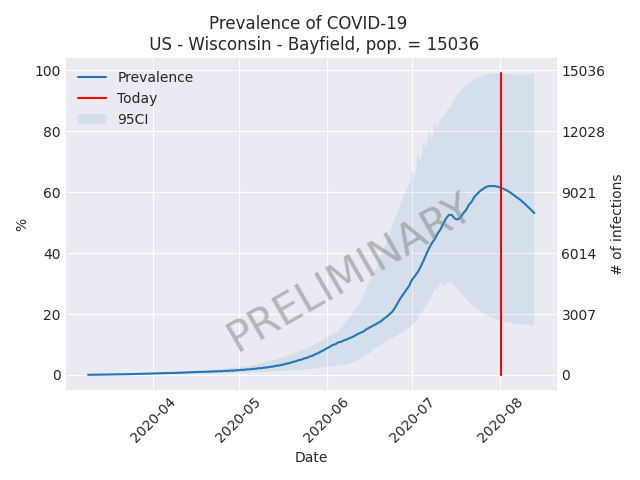 Prevalence of COVID-19
US - Wisconsin - Bayfield, pop. = 15036
Prevalence
Today
95CI
100
80
60
40
20
0
%
15036
12028
9021
6014
3007
0
# of infections
PRELIMINARY
2020-04
2020-05
2020-06
2020-07
2020-08
Date